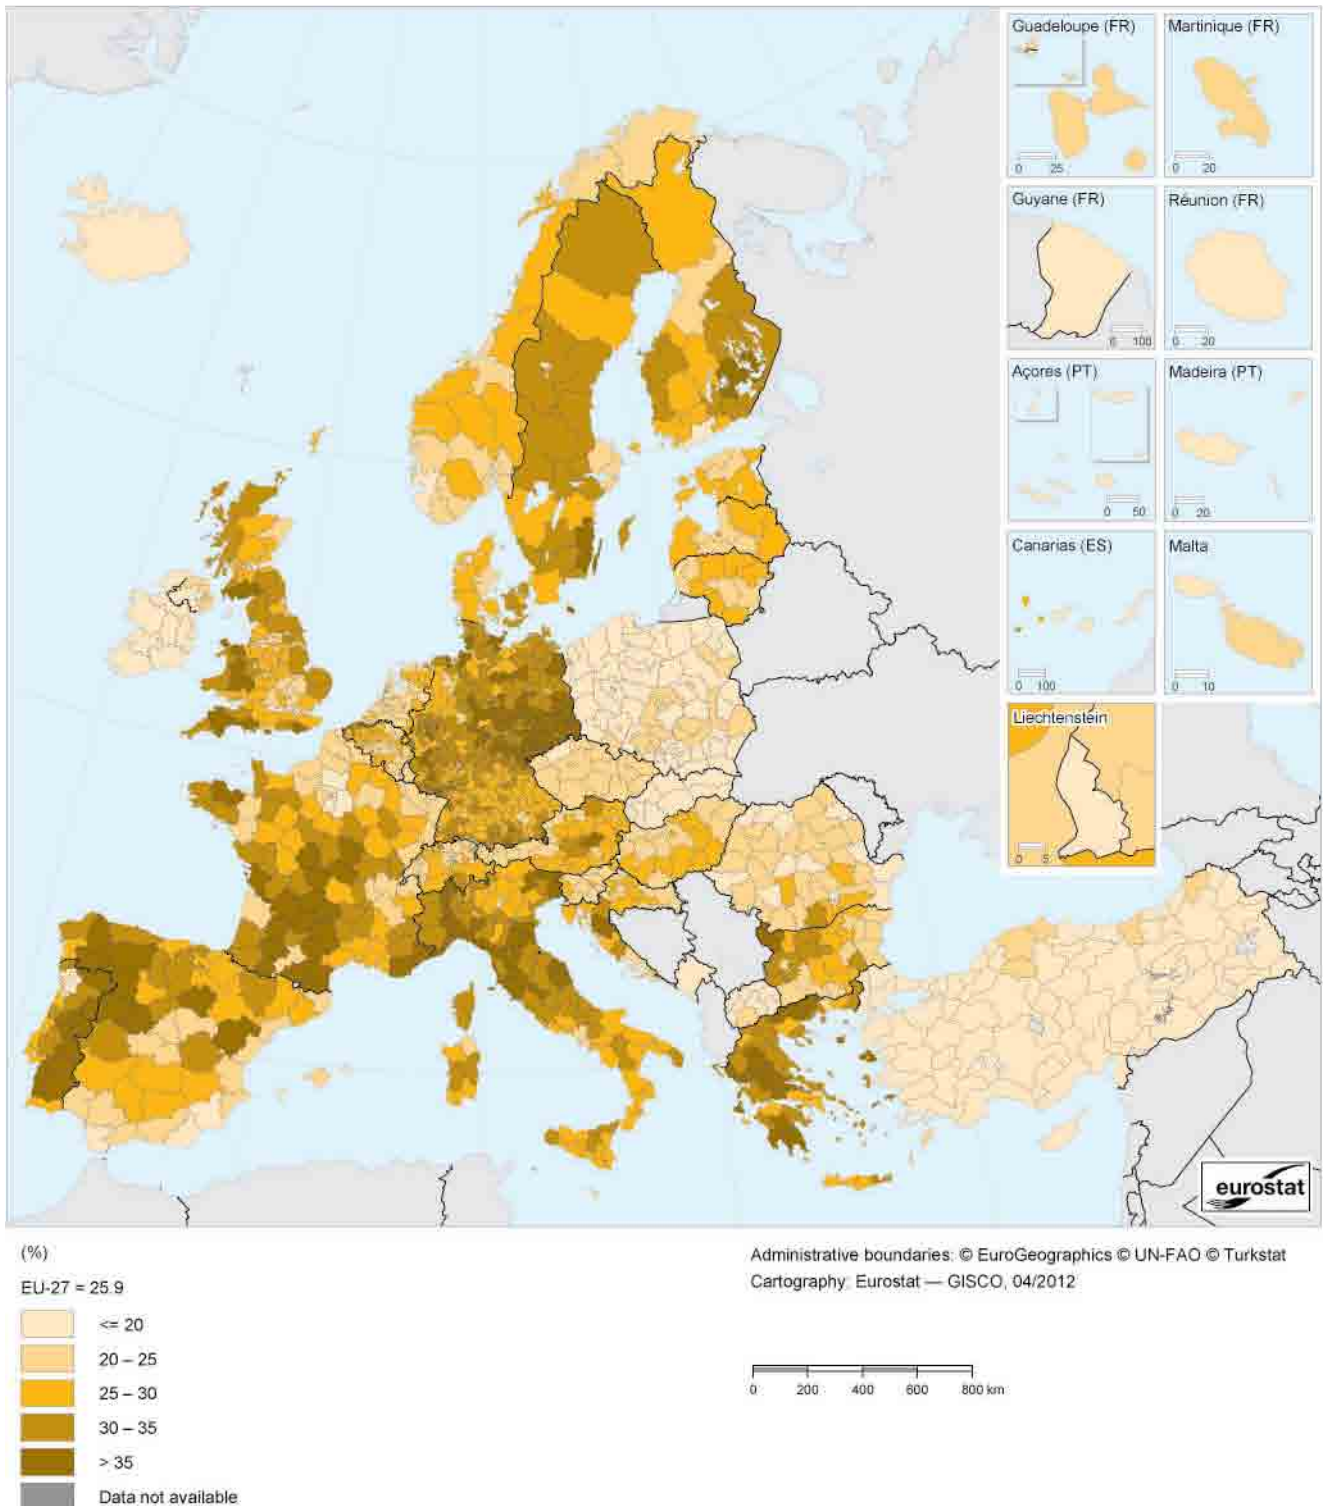 Guadeloupe (FR)
0 25
Martinique (FR)
0 20
Guyane (FR)
0 100
Réunion (FR)
0 20
Açores (PT)
0 50
Madeira (PT)
0 20
Canarias (ES)
0 100
Malta
0 10
Liechtenstein
0 5
eurostat
(%)
EU-27 = 25.9
<= 20
20 – 25
25 – 30
30 – 35
> 35
Data not available
Administrative boundaries: © EuroGeographics © UN-FAO © Turkstat
Cartography: Eurostat — GISCO, 04/2012
0 200 400 600 800 km